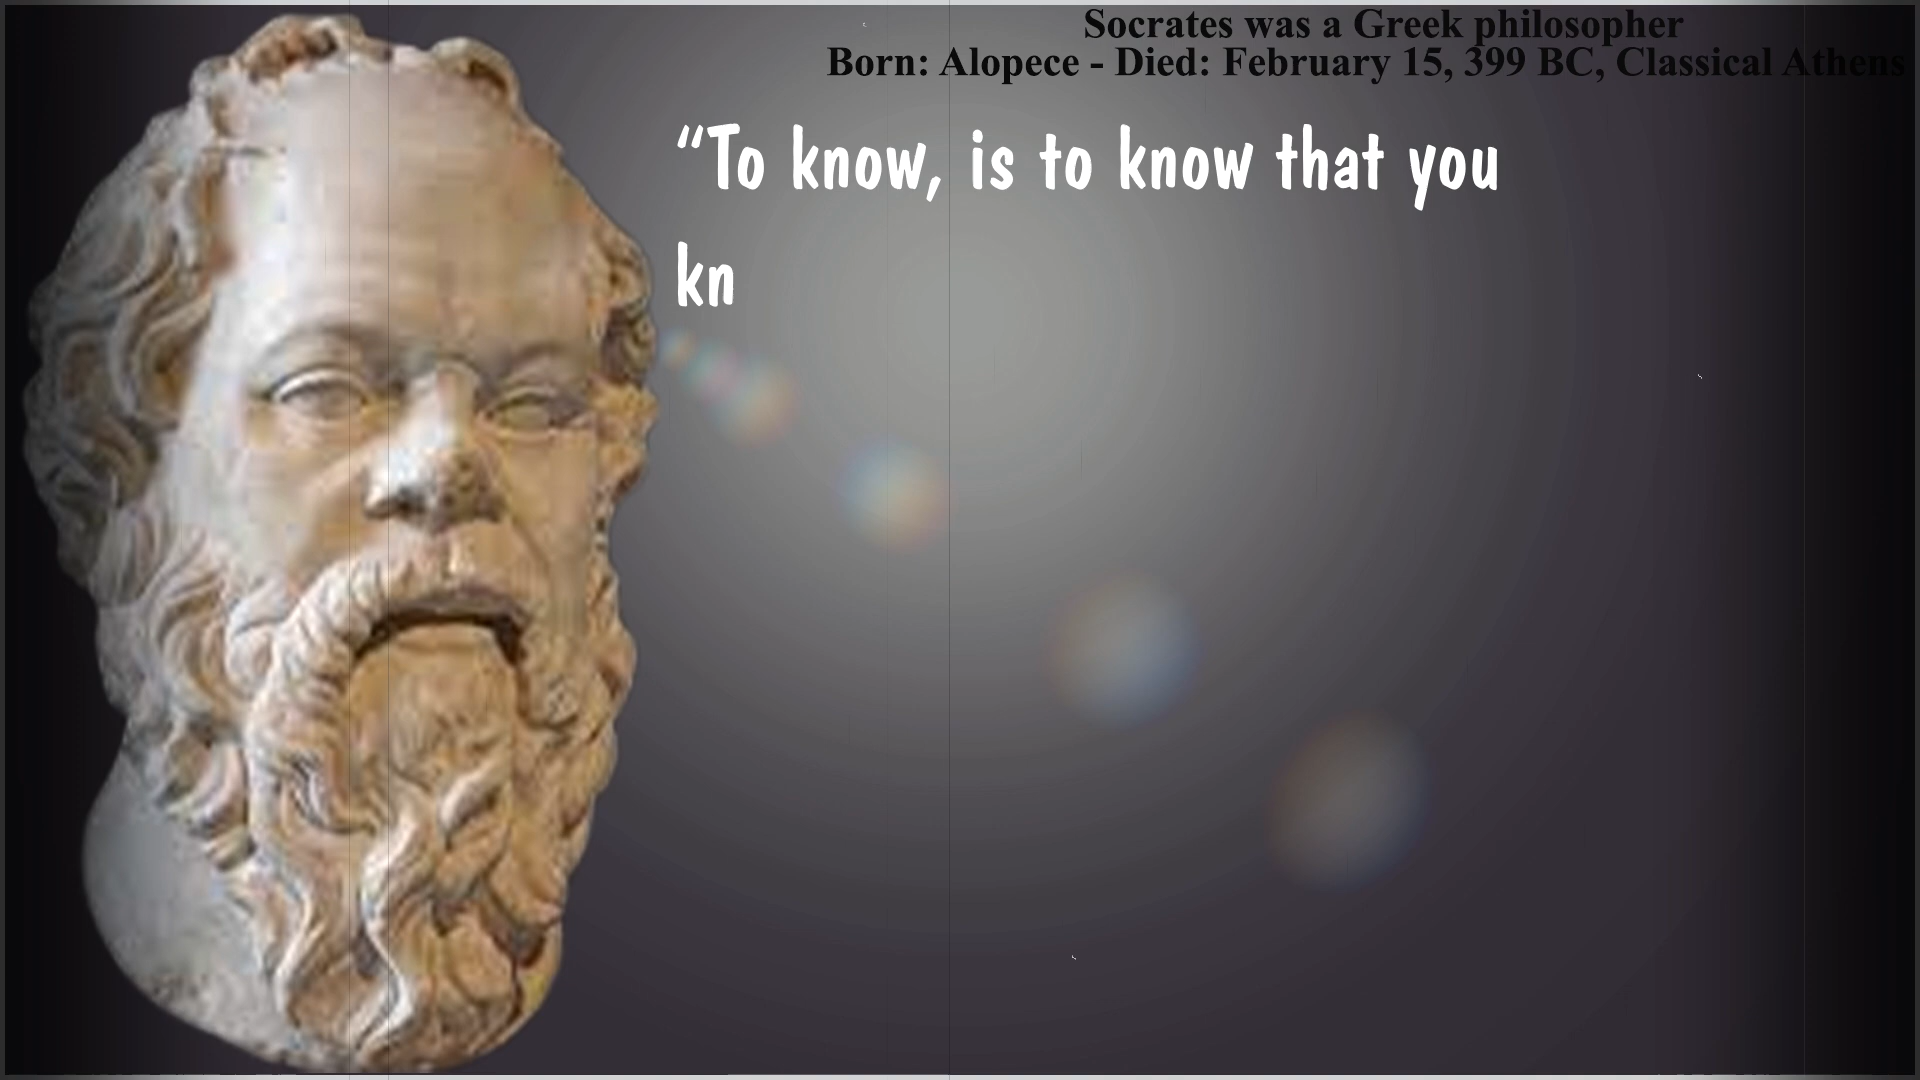 Socrates was a Greek philosopher
Born: Alopece - Died: February 15, 399 BC, Classical Athens
“To know, is to know that you
kn